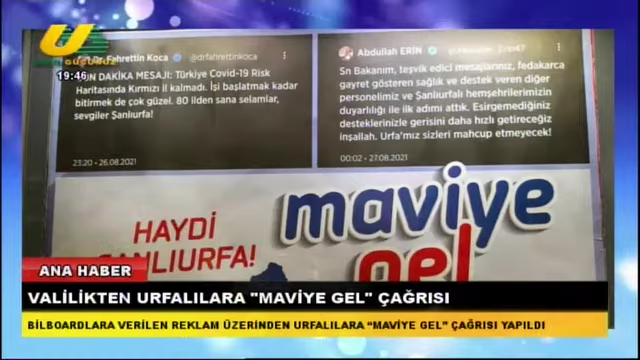 19:46
Dr. Fahrettin Koca @drfahrettinkoca
SON DAKİKA MESAJI: Türkiye Covid-19 Risk
Haritasında Kırmızı il kalmadı. İşi başlatmak kadar
bitirmek de çok güzel. 80 ilden sana selamlar,
sevgiler Şanlıurfa!
23:20 - 26.08.2021
Abdullah ERİN
Sn Bakanım, teşvik edici mesajlarınız, fedakarca
gayret gösteren sağlık ve destek veren diğer
personelimiz ve Şanlıurfalı hemşehrilerimizin
duyarlılığı ile ilk adımı attık. Esirgemediğiniz
desteklerinizle gerisini daha hızlı getireceğiz
inşallah. Urfa'mız sizleri mahcup etmeyecek!
00:02 - 27.08.2021
HAYDİ
ŞANLIURFA!
maviye
gel
ANA HABER
VALİLİKTEN URFALILARA "MAVİYE GEL" ÇAĞRISI
BİLBOARDLARA VERİLEN REKLAM ÜZERİNDEN URFALILARA “MAVİYE GEL” ÇAĞRISI YAPILDI